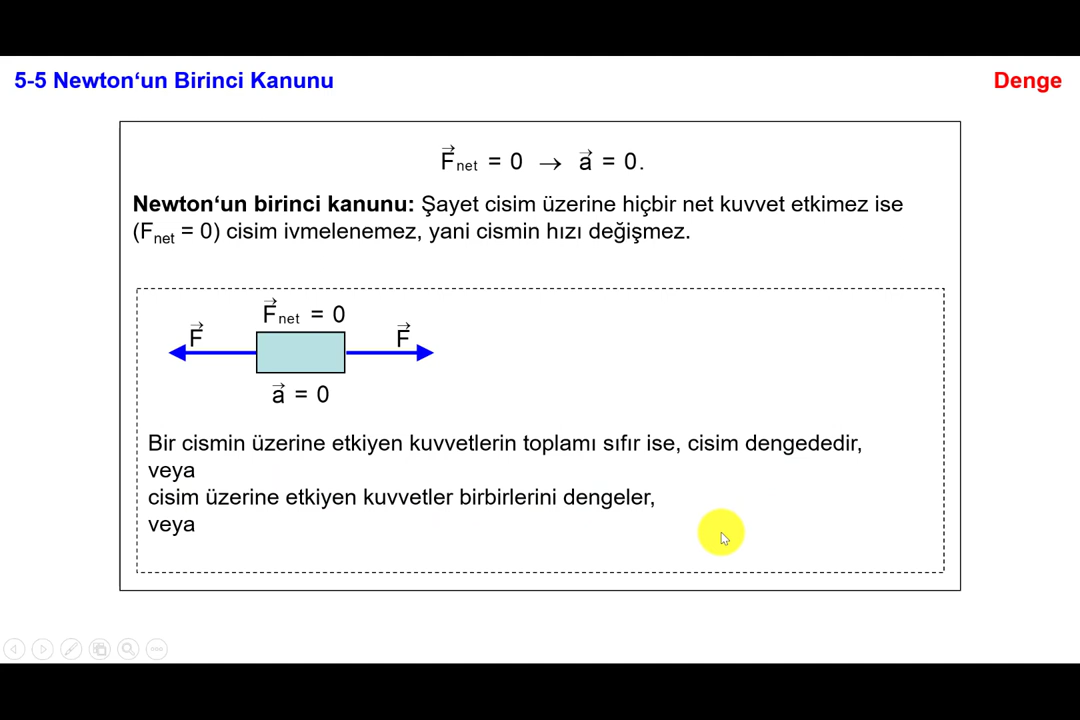 5-5 Newton‘un Birinci Kanunu
Denge
F⃗net = 0 → a⃗ = 0.
Newton‘un birinci kanunu: Şayet cisim üzerine hiçbir net kuvvet etkimez ise
(Fnet = 0) cisim ivmelenemez, yani cismin hızı değişmez.
F⃗net = 0
F⃗ F⃗
a⃗ = 0
Bir cismin üzerine etkiyen kuvvetlerin toplamı sıfır ise, cisim dengededir,
veya
cisim üzerine etkiyen kuvvetler birbirlerini dengeler,
veya